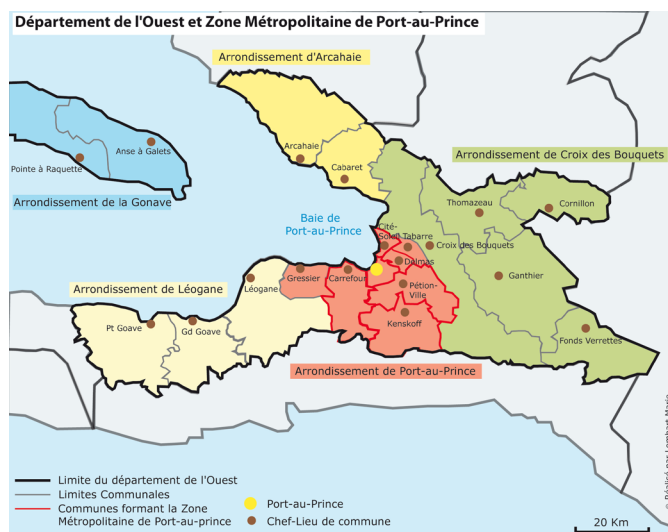 Département de l'Ouest et Zone Métropolitaine de Port-au-Prince
Arrondissement d'Arcahaie
Arcahaie
Cabaret
Anse à Galets
Pointe à Raquette
Arrondissement de la Gonave
Arrondissement de Croix des Bouquets
Thomazeau
Cornillon
Baie de
Port-au-Prince
Cité-
Soleil
Tabarre
Croix des Bouquets
Delmas
Ganthier
Gressier
Carrefour
Pétion-
Ville
Arrondissement de Léogane
Léogane
Pt Goave
Gd Goave
Kenskoff
Fonds Verrettes
Arrondissement de Port-au-Prince
Limite du département de l'Ouest
Limites Communales
Communes formant la Zone
Métropolitaine de Port-au-prince
Port-au-Prince
Chef-Lieu de commune
20 Km